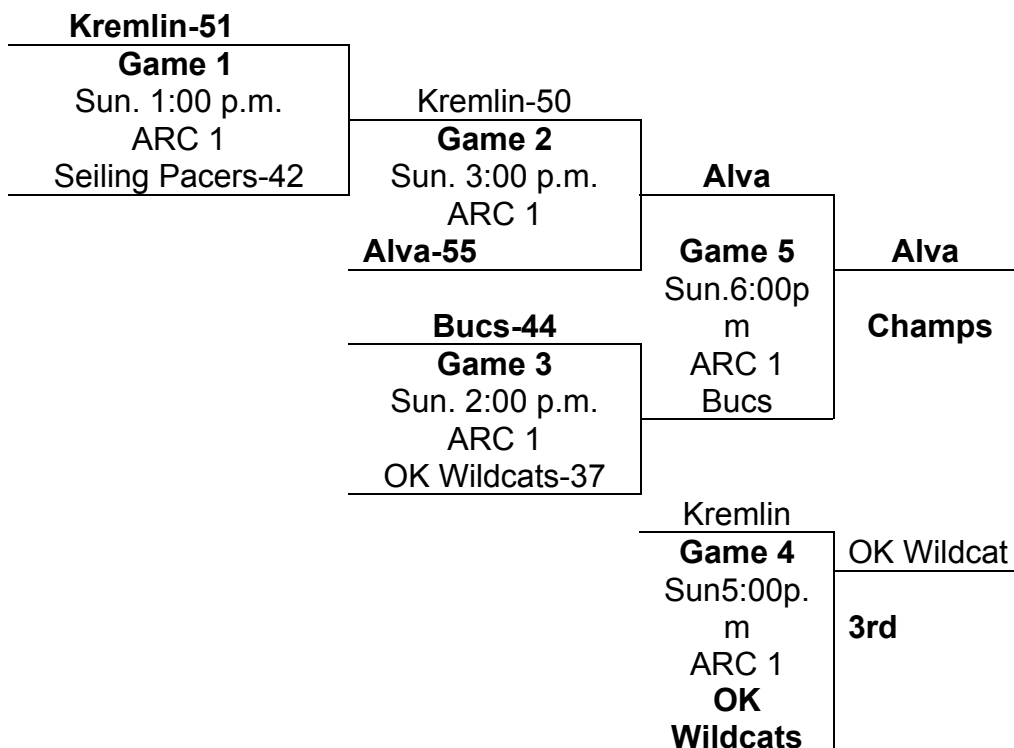 Kremlin-51
Game 1
Sun. 1:00 p.m.
ARC 1
Seiling Pacers-42
Kremlin-50
Game 2
Sun. 3:00 p.m.
ARC 1
Alva-55
Bucs-44
Game 3
Sun. 2:00 p.m.
ARC 1
OK Wildcats-37
Alva
Game 5
Sun.6:00p
m
ARC 1
Bucs
Alva
Champs
Kremlin
Game 4
Sun5:00p.
m
ARC 1
OK
Wildcats
OK Wildcat
3rd